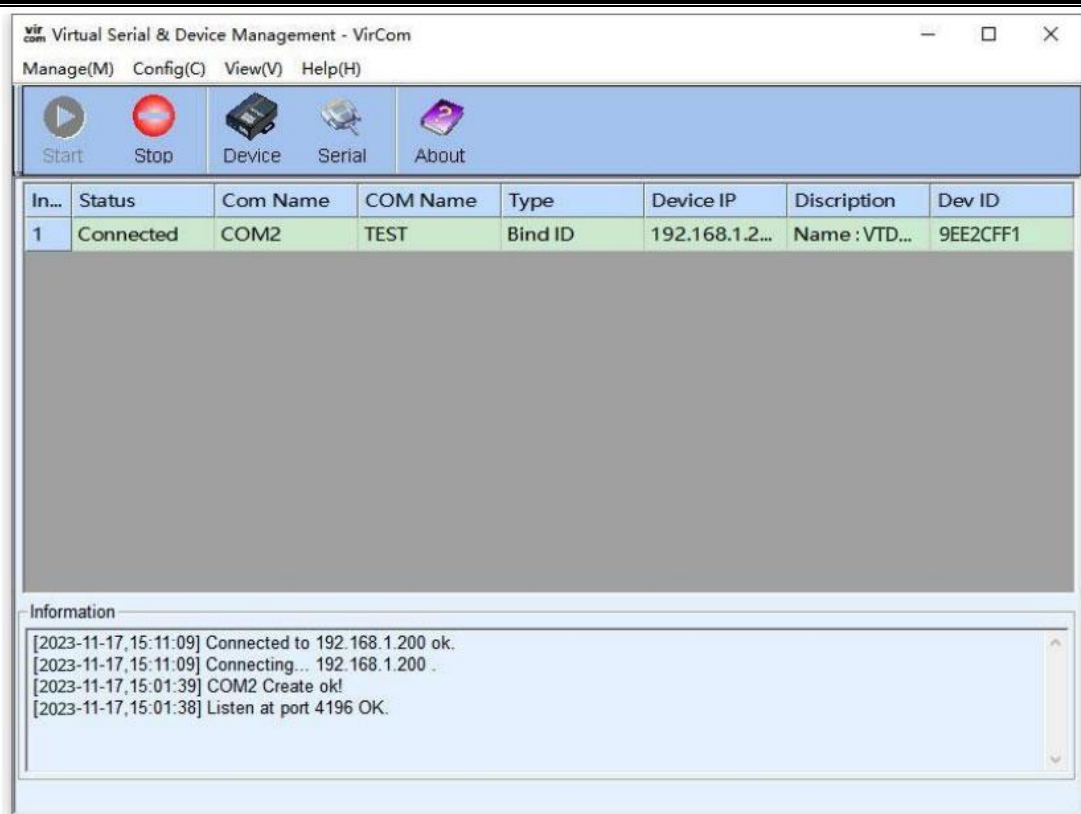 vir com Virtual Serial & Device Management - VirCom
Manage(M) Config(C) View(V) Help(H)
Start Stop Device Serial About
In... Status Com Name COM Name Type Device IP Discription Dev ID
1 Connected COM2 TEST Bind ID 192.168.1.2... Name : VTD... 9EE2CFF1
Information
[2023-11-17,15:11:09] Connected to 192.168.1.200 ok.
[2023-11-17,15:11:09] Connecting... 192.168.1.200 .
[2023-11-17,15:01:39] COM2 Create ok!
[2023-11-17,15:01:38] Listen at port 4196 OK.